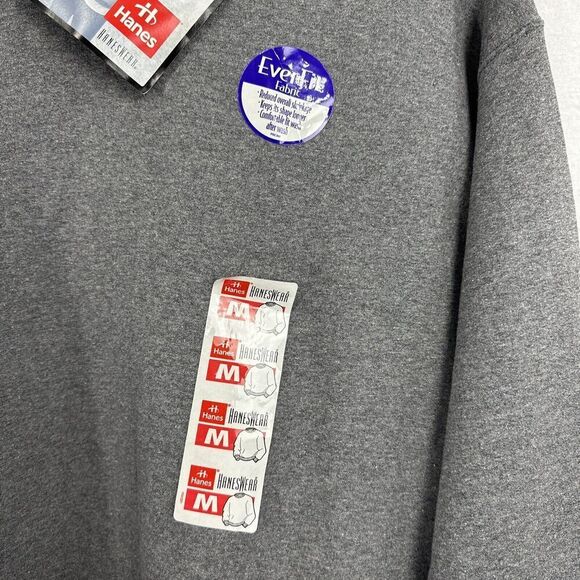 Hanes
HANESWEAR
EverFit
Fabric
·Reduced overall shrinkage
·Keeps its shape longer
·Comfortable fit wash
after wash
Hanes
HANESWEAR
M
Hanes
HANESWEAR
M
Hanes
HANESWEAR
M
Hanes
HANESWEAR
M